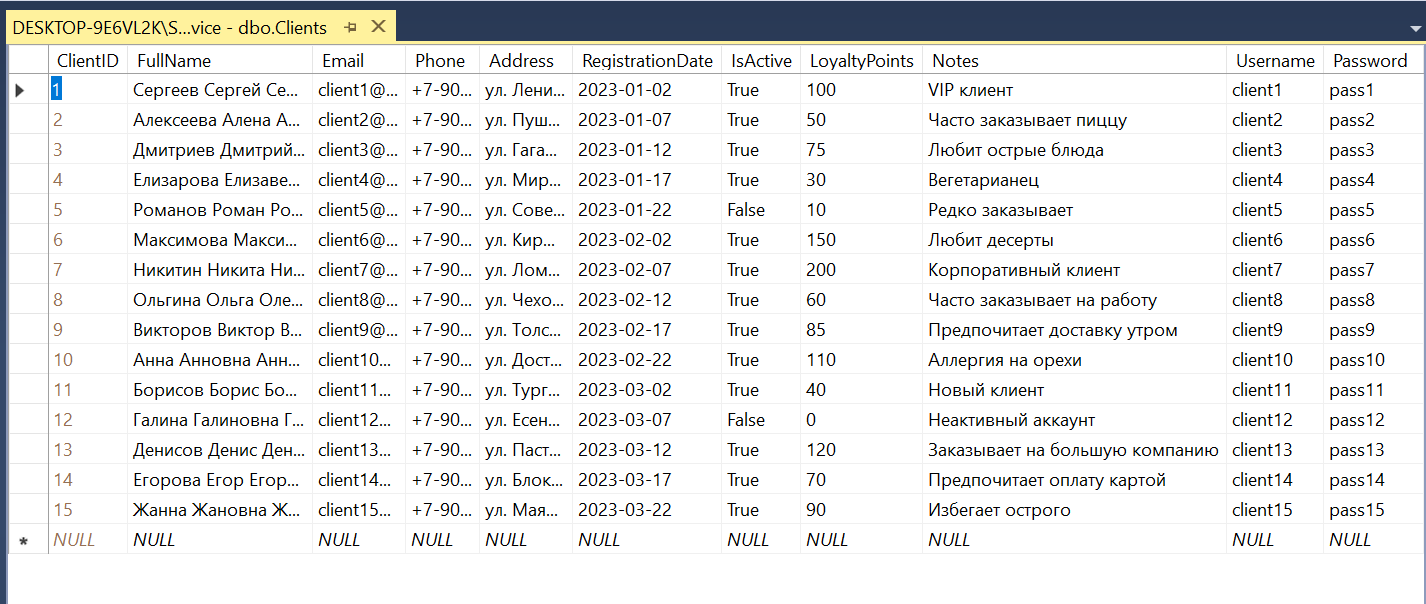 DESKTOP-9E6VL2K\S...vice - dbo.Clients
ClientID FullName Email Phone Address RegistrationDate IsActive LoyaltyPoints Notes Username Password
1 Сергеев Сергей Се... client1@... +7-90... ул. Лени... 2023-01-02 True 100 VIP клиент client1 pass1
2 Алексеева Алена А... client2@... +7-90... ул. Пуш... 2023-01-07 True 50 Часто заказывает пиццу client2 pass2
3 Дмитриев Дмитрий... client3@... +7-90... ул. Гага... 2023-01-12 True 75 Любит острые блюда client3 pass3
4 Елизарова Елизаве... client4@... +7-90... ул. Мир... 2023-01-17 True 30 Вегетарианец client4 pass4
5 Романов Роман Ро... client5@... +7-90... ул. Сове... 2023-01-22 False 10 Редко заказывает client5 pass5
6 Максимова Макси... client6@... +7-90... ул. Кир... 2023-02-02 True 150 Любит десерты client6 pass6
7 Никитин Никита Ни... client7@... +7-90... ул. Лом... 2023-02-07 True 200 Корпоративный клиент client7 pass7
8 Ольгина Ольга Оле... client8@... +7-90... ул. Чехо... 2023-02-12 True 60 Часто заказывает на работу client8 pass8
9 Викторов Виктор В... client9@... +7-90... ул. Толс... 2023-02-17 True 85 Предпочитает доставку утром client9 pass9
10 Анна Анновна Анн... client10... +7-90... ул. Дост... 2023-02-22 True 110 Аллергия на орехи client10 pass10
11 Борисов Борис Бо... client11... +7-90... ул. Тург... 2023-03-02 True 40 Новый клиент client11 pass11
12 Галина Галиновна Г... client12... +7-90... ул. Есен... 2023-03-07 False 0 Неактивный аккаунт client12 pass12
13 Денисов Денис Ден... client13... +7-90... ул. Паст... 2023-03-12 True 120 Заказывает на большую компанию client13 pass13
14 Егорова Егор Егор... client14... +7-90... ул. Блок... 2023-03-17 True 70 Предпочитает оплату картой client14 pass14
15 Жанна Жановна Ж... client15... +7-90... ул. Мая... 2023-03-22 True 90 Избегает острого client15 pass15
NULL NULL NULL NULL NULL NULL NULL NULL NULL NULL NULL